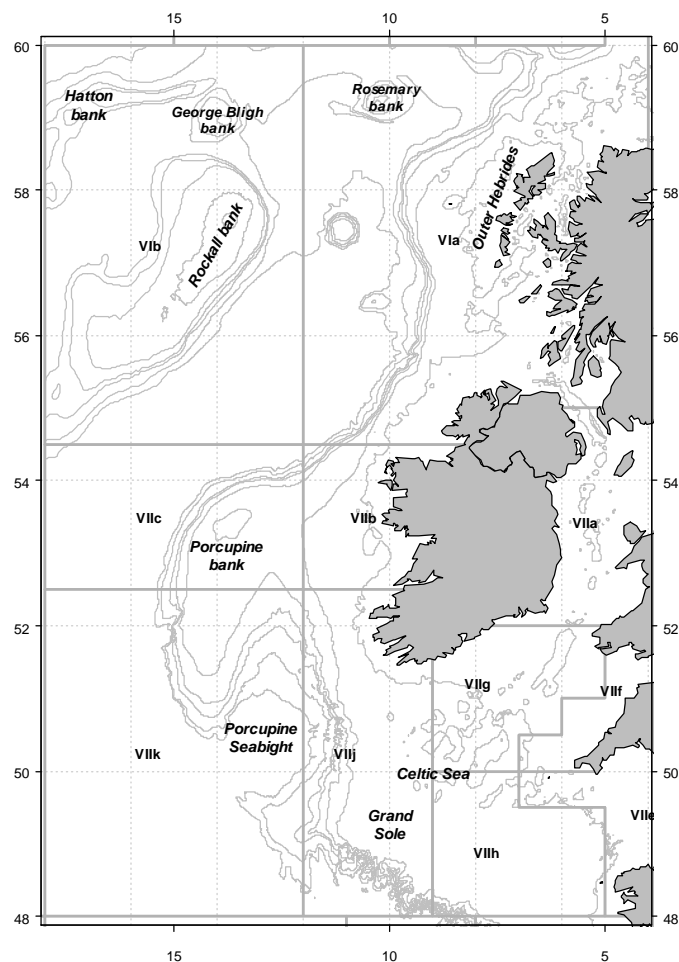 15 10 5
60 60
Hatton
bank
George Bligh
bank
Rosemary
bank
Outer Hebrides
58 58
VIb
Rockall bank
VIa
56 56
54 54
VIIc
VIIb
VIIa
Porcupine
bank
52 52
VIIg
VIIf
Porcupine
Seabight
VIIk
VIIj
50 50
Celtic Sea
Grand
Sole
VIIe
VIIh
48 48
15 10 5